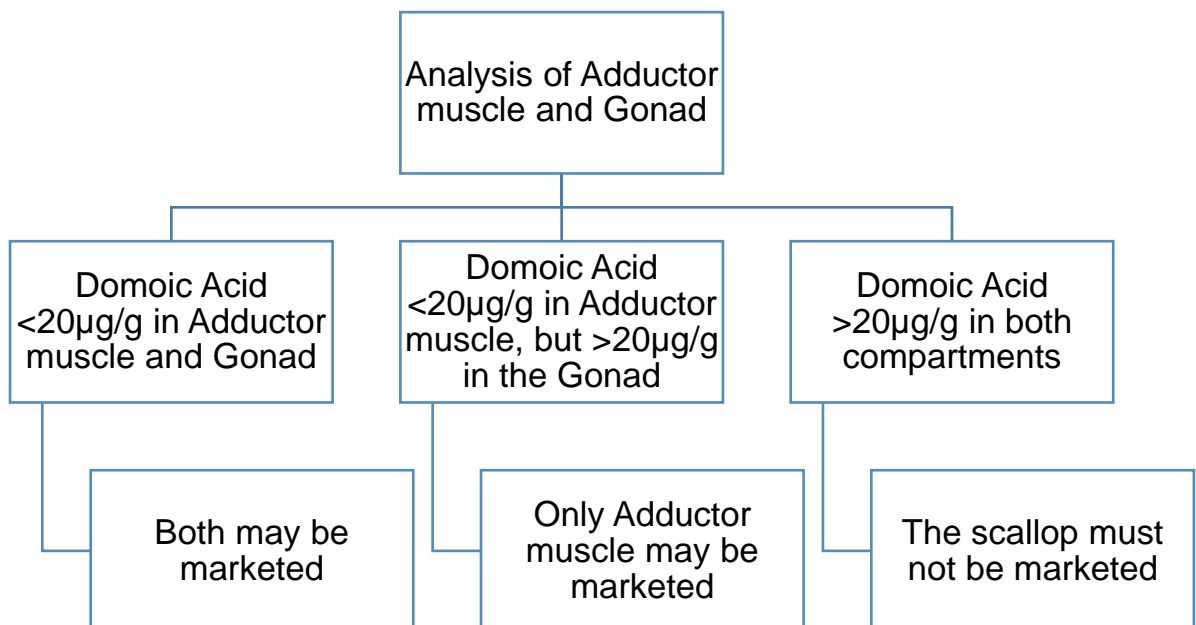 Analysis of Adductor
muscle and Gonad
Domoic Acid
<20µg/g in Adductor
muscle and Gonad
Domoic Acid
<20µg/g in Adductor
muscle, but >20µg/g
in the Gonad
Domoic Acid
>20µg/g in both
compartments
Both may be
marketed
Only Adductor
muscle may be
marketed
The scallop must
not be marketed